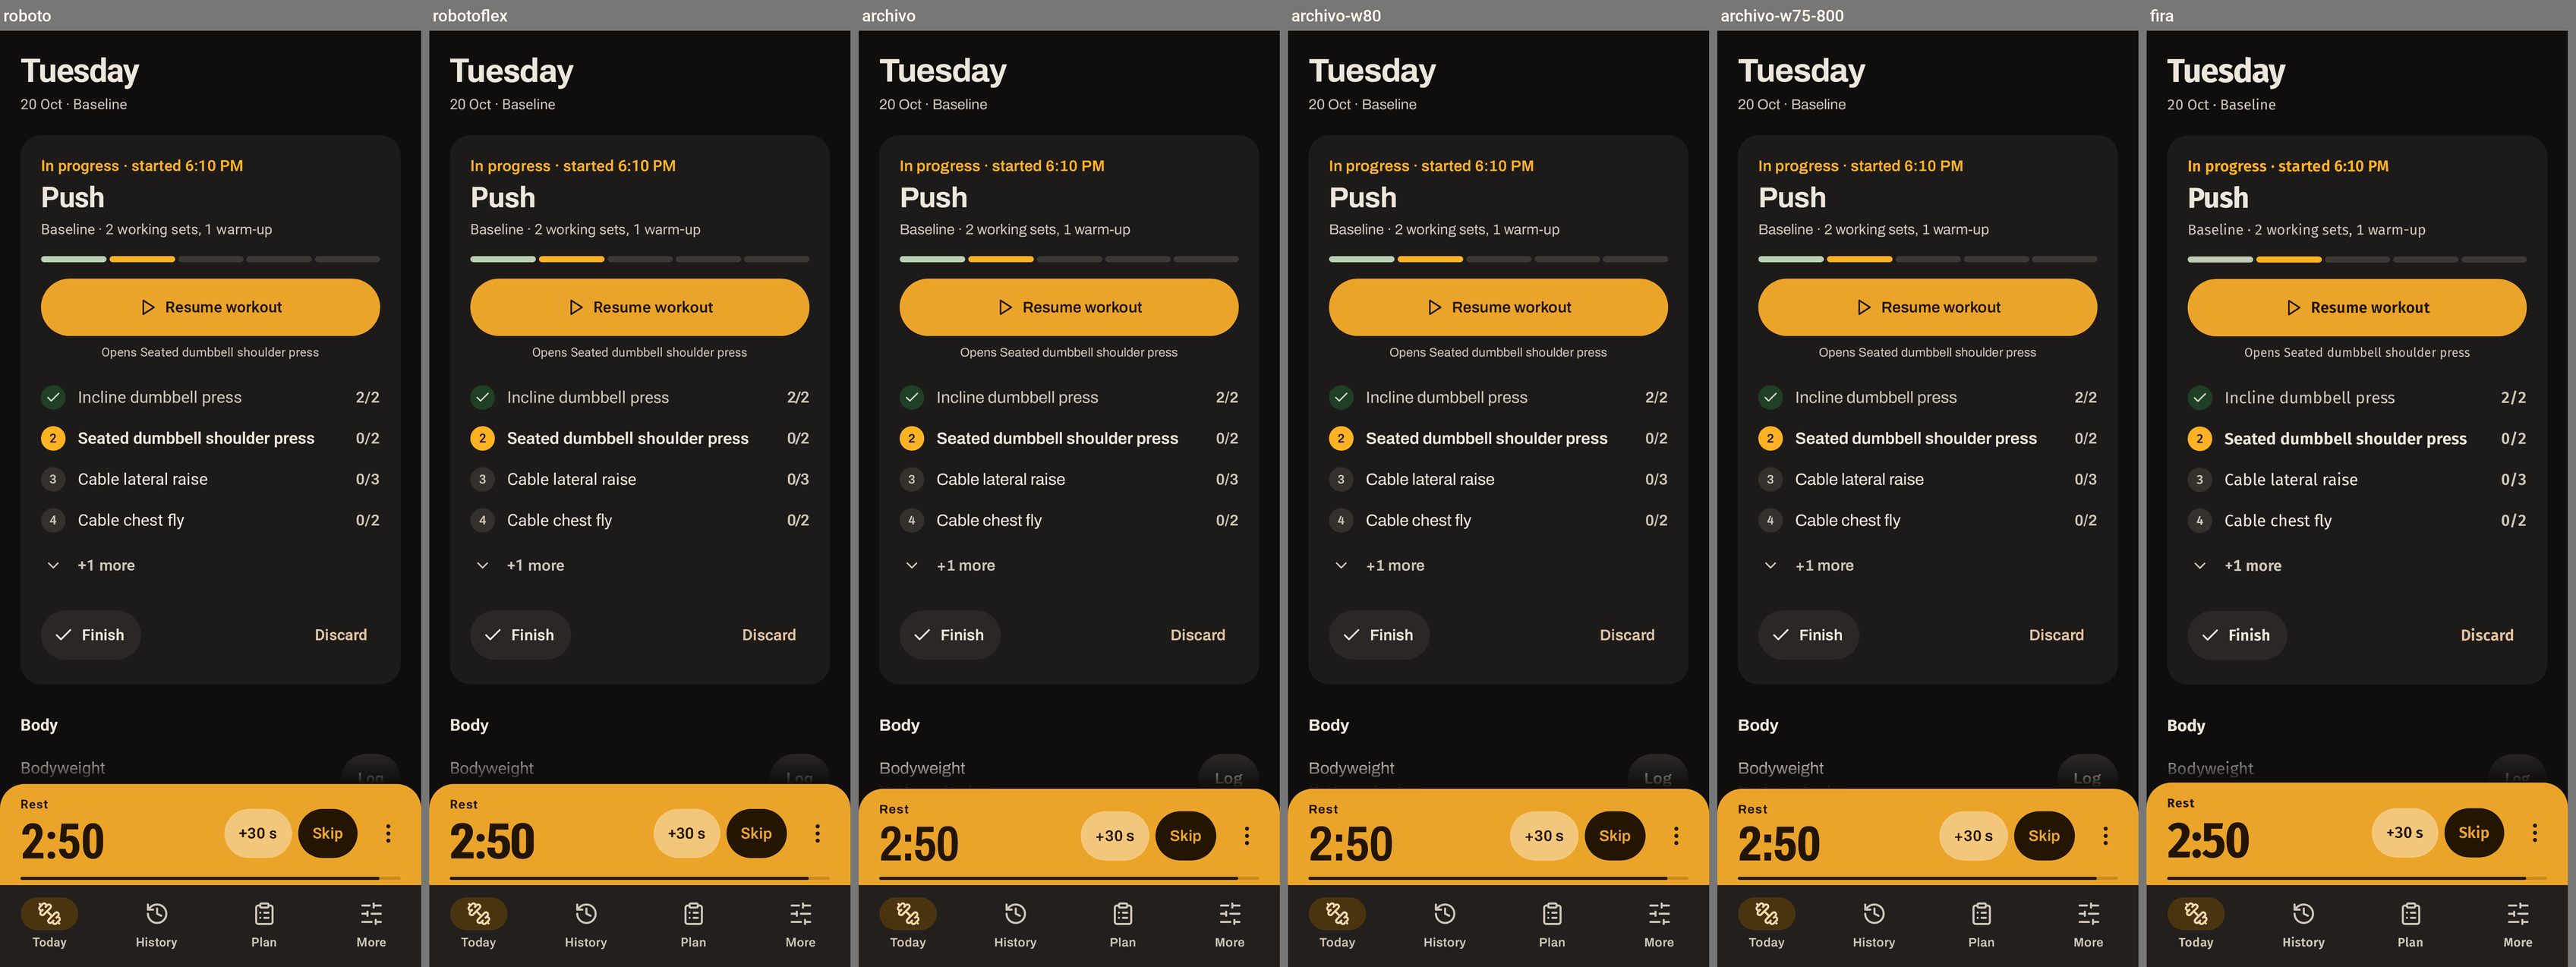 roboto
Tuesday
20 Oct · Baseline
In progress · started 6:10 PM
Push
Baseline · 2 working sets, 1 warm-up
Resume workout
Opens Seated dumbbell shoulder press
Incline dumbbell press 2/2
2 Seated dumbbell shoulder press 0/2
3 Cable lateral raise 0/3
4 Cable chest fly 0/2
+1 more
Finish Discard
Body
Bodyweight Log
Rest
2:50 +30 s Skip
Today History Plan More
robotoflex
Tuesday
20 Oct · Baseline
In progress · started 6:10 PM
Push
Baseline · 2 working sets, 1 warm-up
Resume workout
Opens Seated dumbbell shoulder press
Incline dumbbell press 2/2
2 Seated dumbbell shoulder press 0/2
3 Cable lateral raise 0/3
4 Cable chest fly 0/2
+1 more
Finish Discard
Body
Bodyweight Log
Rest
2:50 +30 s Skip
Today History Plan More
archivo
Tuesday
20 Oct · Baseline
In progress · started 6:10 PM
Push
Baseline · 2 working sets, 1 warm-up
Resume workout
Opens Seated dumbbell shoulder press
Incline dumbbell press 2/2
2 Seated dumbbell shoulder press 0/2
3 Cable lateral raise 0/3
4 Cable chest fly 0/2
+1 more
Finish Discard
Body
Bodyweight Log
Rest
2:50 +30 s Skip
Today History Plan More
archivo-w80
Tuesday
20 Oct · Baseline
In progress · started 6:10 PM
Push
Baseline · 2 working sets, 1 warm-up
Resume workout
Opens Seated dumbbell shoulder press
Incline dumbbell press 2/2
2 Seated dumbbell shoulder press 0/2
3 Cable lateral raise 0/3
4 Cable chest fly 0/2
+1 more
Finish Discard
Body
Bodyweight Log
Rest
2:50 +30 s Skip
Today History Plan More
archivo-w75-800
Tuesday
20 Oct · Baseline
In progress · started 6:10 PM
Push
Baseline · 2 working sets, 1 warm-up
Resume workout
Opens Seated dumbbell shoulder press
Incline dumbbell press 2/2
2 Seated dumbbell shoulder press 0/2
3 Cable lateral raise 0/3
4 Cable chest fly 0/2
+1 more
Finish Discard
Body
Bodyweight Log
Rest
2:50 +30 s Skip
Today History Plan More
fira
Tuesday
20 Oct · Baseline
In progress · started 6:10 PM
Push
Baseline · 2 working sets, 1 warm-up
Resume workout
Opens Seated dumbbell shoulder press
Incline dumbbell press 2/2
2 Seated dumbbell shoulder press 0/2
3 Cable lateral raise 0/3
4 Cable chest fly 0/2
+1 more
Finish Discard
Body
Bodyweight Log
Rest
2:50 +30 s Skip
Today History Plan More